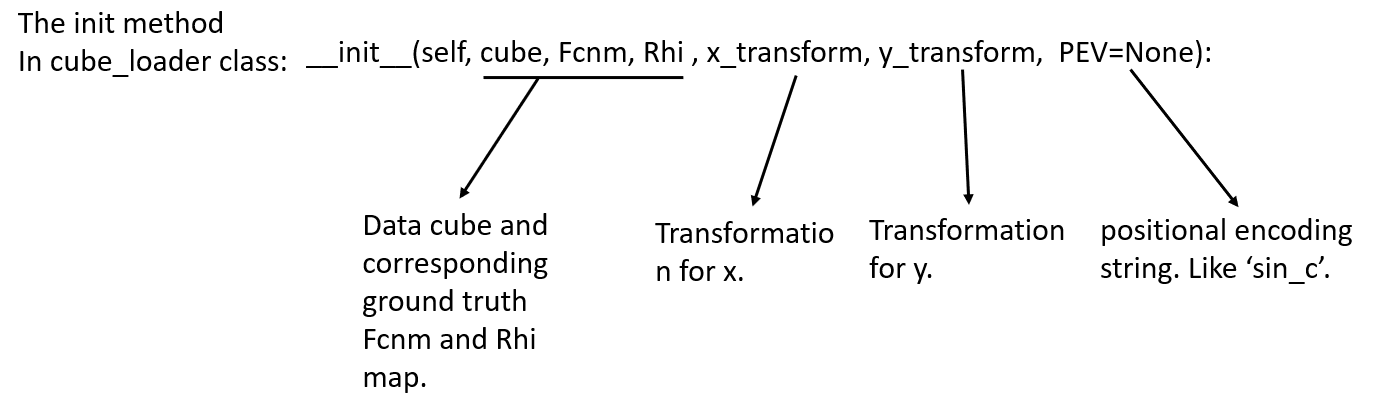 The init method
In cube_loader class: __init__(self, cube, Fcnm, Rhi , x_transform, y_transform, PEV=None):
Data cube and
corresponding
ground truth
Fcnm and Rhi
map.
Transformatio
n for x.
Transformation
for y.
positional encoding
string. Like ‘sin_c’.